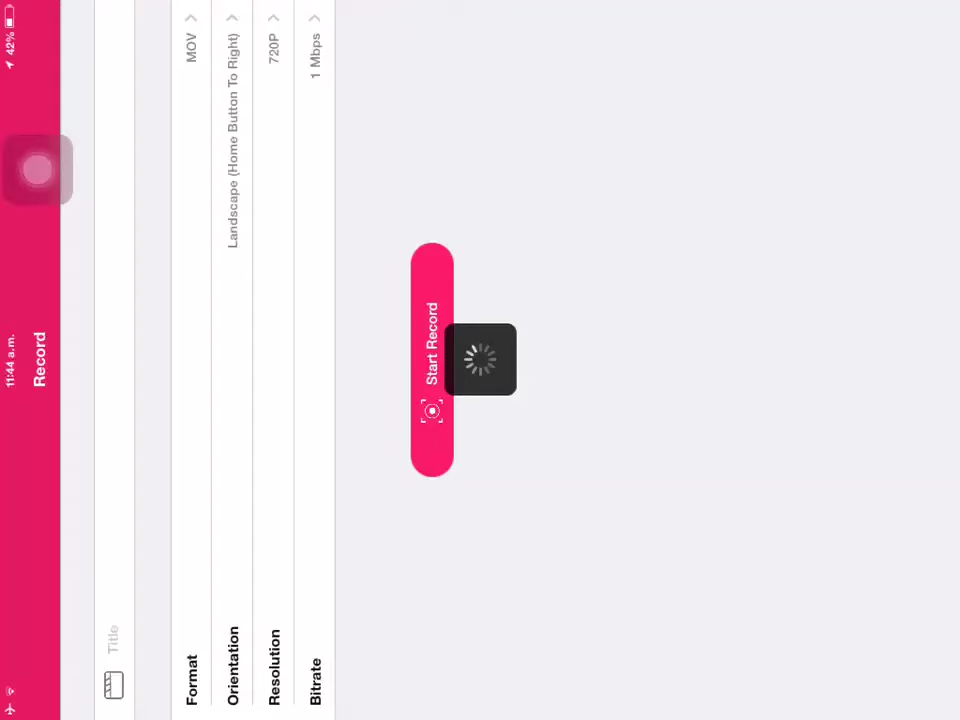 11:44 a.m.
42%
Record
Title
Format
MOV
Orientation
Landscape (Home Button To Right)
Resolution
720P
Bitrate
1 Mbps
Start Record